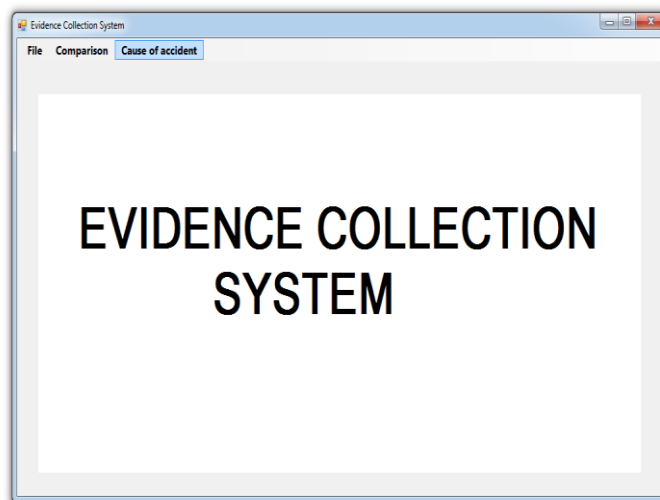 Evidence Collection System
File Comparison Cause of accident
EVIDENCE COLLECTION
SYSTEM